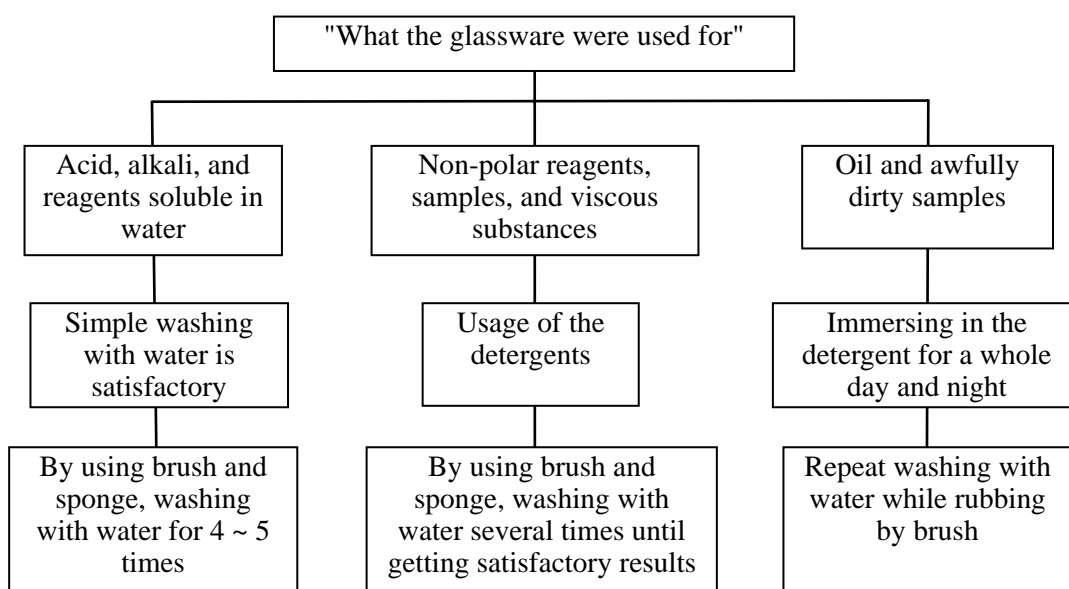 "What the glassware were used for"
Acid, alkali, and
reagents soluble in
water
Non-polar reagents,
samples, and viscous
substances
Oil and awfully
dirty samples
Simple washing
with water is
satisfactory
Usage of the
detergents
Immersing in the
detergent for a whole
day and night
By using brush and
sponge, washing
with water for 4 ~ 5
times
By using brush and
sponge, washing with
water several times until
getting satisfactory results
Repeat washing with
water while rubbing
by brush